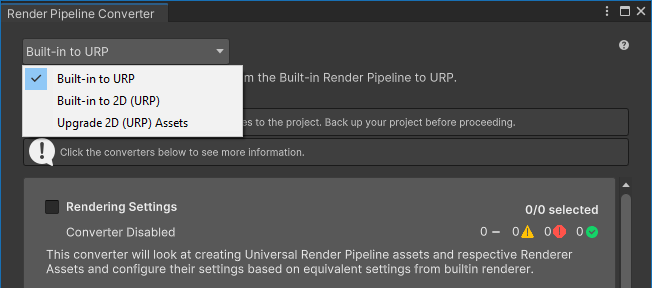 Render Pipeline Converter
Built-in to URP
Built-in to URP
om the Built-in Render Pipeline to URP.
Built-in to 2D (URP)
Upgrade 2D (URP) Assets
es to the project. Back up your project before proceeding.
Click the converters below to see more information.
Rendering Settings
0/0 selected
Converter Disabled
0 – 0 0 0
This converter will look at creating Universal Render Pipeline assets and respective Renderer
Assets and configure their settings based on equivalent settings from builtin renderer.